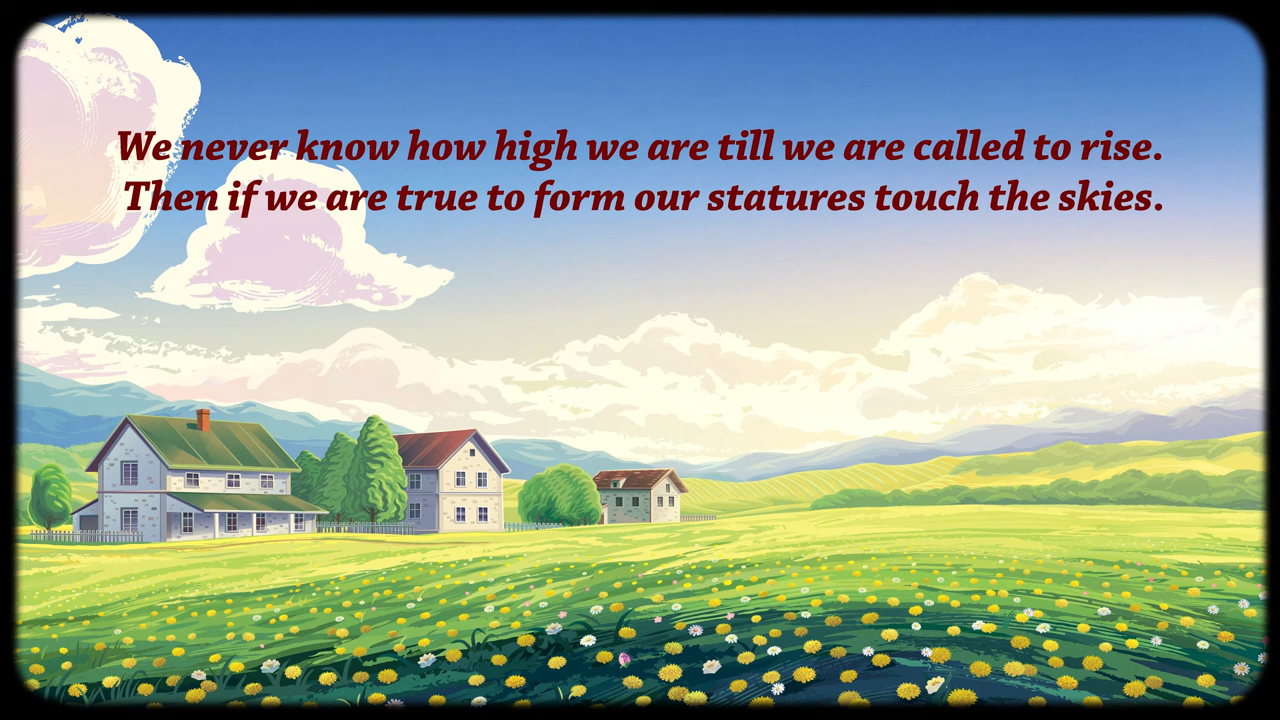 We never know how high we are till we are called to rise.
Then if we are true to form our statures touch the skies.